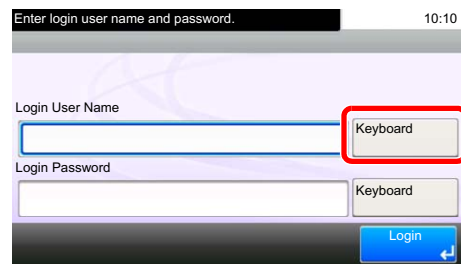 Enter login user name and password. 10:10
Login User Name
Keyboard
Login Password
Keyboard
Login